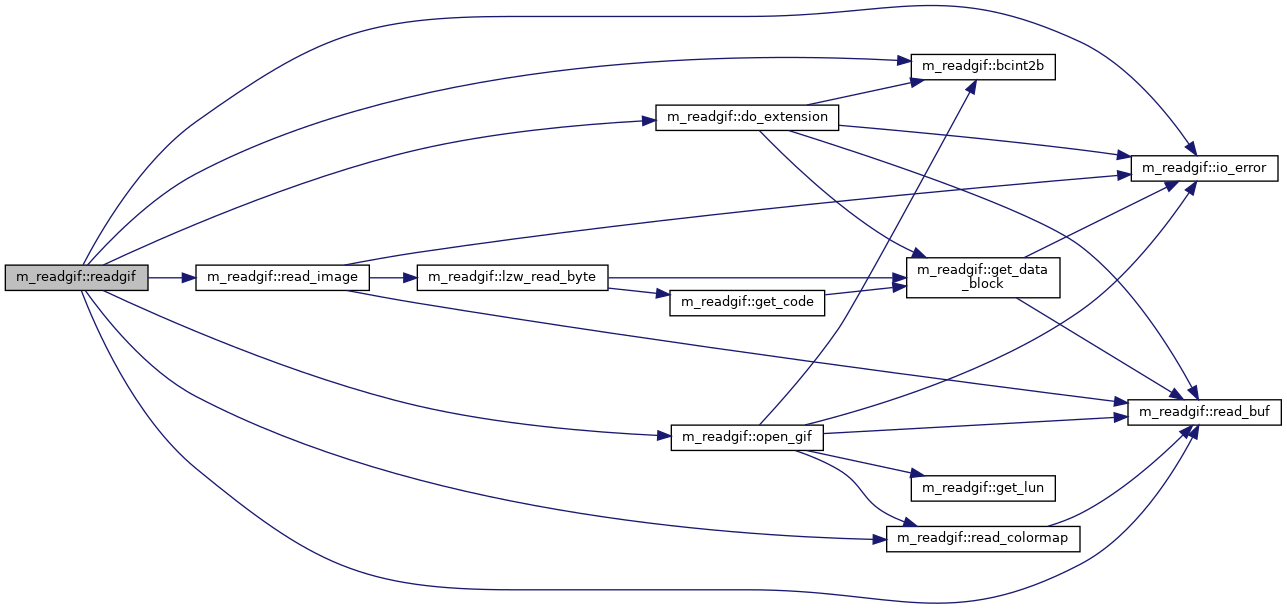 m_readgif::readgif
m_readgif::read_image
m_readgif::lzw_read_byte
m_readgif::do_extension
m_readgif::get_code
m_readgif::open_gif
m_readgif::bcint2b
m_readgif::get_data
_block
m_readgif::get_lun
m_readgif::read_colormap
m_readgif::io_error
m_readgif::read_buf